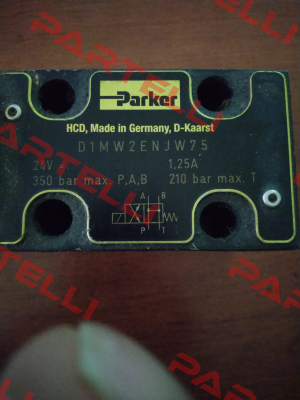 Parker
HCD, Made in Germany, D-Kaarst
D1MW2ENJW75
24V 1,25A
350 bar max. P,A,B 210 bar max. T
A B
P T
PARTELLI
PARTELLI
PARTELLI
PARTELLI
PARTELLI